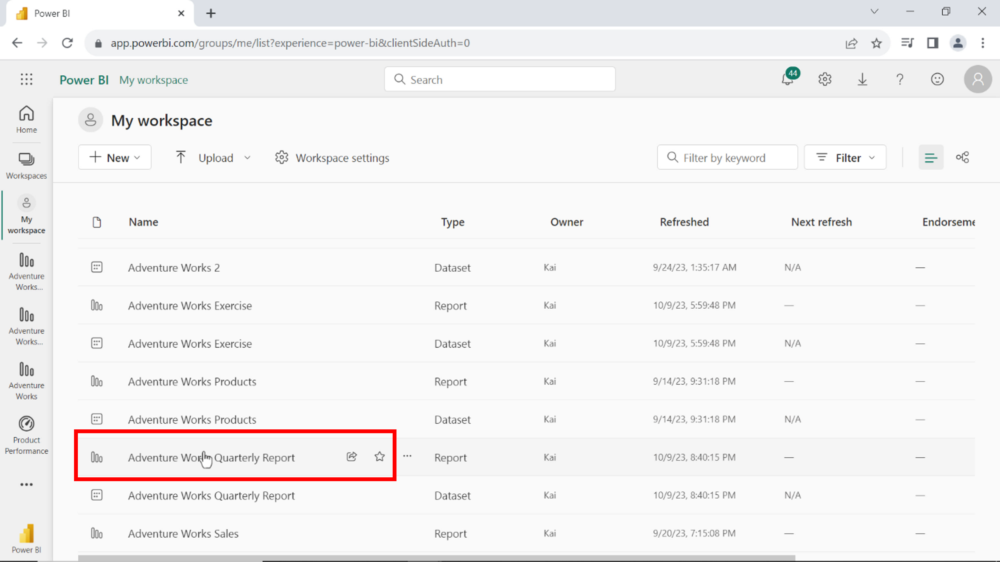 Power BI
app.powerbi.com/groups/me/list?experience=power-bi&clientSideAuth=0
Power BI My workspace Search 44
Home
Workspaces
My workspace
Adventure Works...
Adventure Works...
Adventure Works
Product Performance
Power BI
My workspace
New Upload Workspace settings Filter by keyword Filter
Name Type Owner Refreshed Next refresh Endorseme
Adventure Works 2 Dataset Kai 9/24/23, 1:35:17 AM N/A —
Adventure Works Exercise Report Kai 10/9/23, 5:59:48 PM — —
Adventure Works Exercise Dataset Kai 10/9/23, 5:59:48 PM N/A —
Adventure Works Products Report Kai 9/14/23, 9:31:18 PM — —
Adventure Works Products Dataset Kai 9/14/23, 9:31:18 PM N/A —
Adventure Works Quarterly Report Report Kai 10/9/23, 8:40:15 PM — —
Adventure Works Quarterly Report Dataset Kai 10/9/23, 8:40:15 PM N/A —
Adventure Works Sales Report Kai 9/20/23, 7:15:08 PM — —